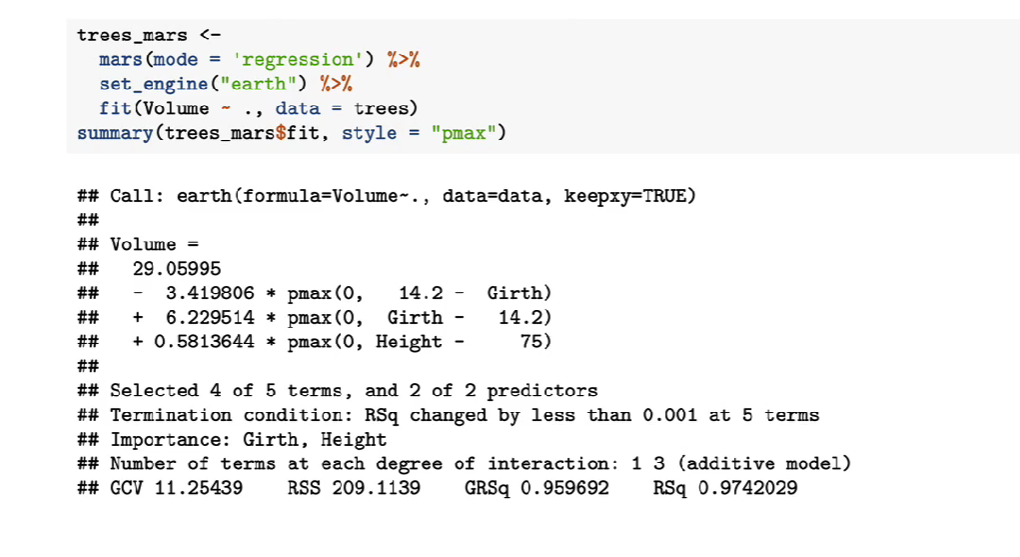 trees_mars <-
  mars(mode = 'regression') %>%
  set_engine("earth") %>%
  fit(Volume ~ ., data = trees)
summary(trees_mars$fit, style = "pmax")
## Call: earth(formula=Volume~., data=data, keepxy=TRUE)
##
## Volume =
##   29.05995
##   -  3.419806 * pmax(0,   14.2 -  Girth)
##   +  6.229514 * pmax(0,  Girth -   14.2)
##   + 0.5813644 * pmax(0, Height -     75)
##
## Selected 4 of 5 terms, and 2 of 2 predictors
## Termination condition: RSq changed by less than 0.001 at 5 terms
## Importance: Girth, Height
## Number of terms at each degree of interaction: 1 3 (additive model)
## GCV 11.25439    RSS 209.1139    GRSq 0.959692    RSq 0.9742029